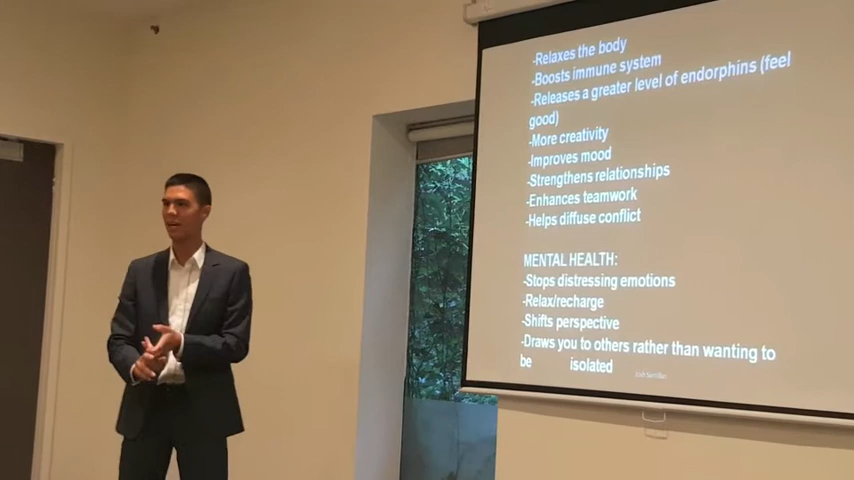 -Relaxes the body
-Boosts immune system
-Releases a greater level of endorphins (feel
good)
-More creativity
-Improves mood
-Strengthens relationships
-Enhances teamwork
-Helps diffuse conflict
MENTAL HEALTH:
-Stops distressing emotions
-Relax/recharge
-Shifts perspective
-Draws you to others rather than wanting to
be isolated